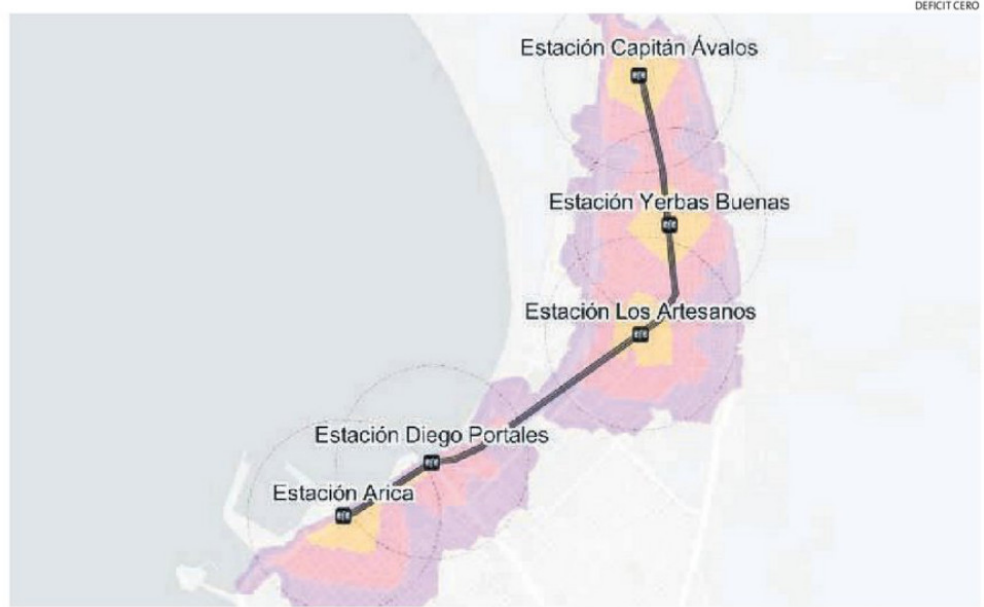 DEFICIT CERO
Estación Capitán Ávalos
Estación Yerbas Buenas
Estación Los Artesanos
Estación Diego Portales
Estación Arica